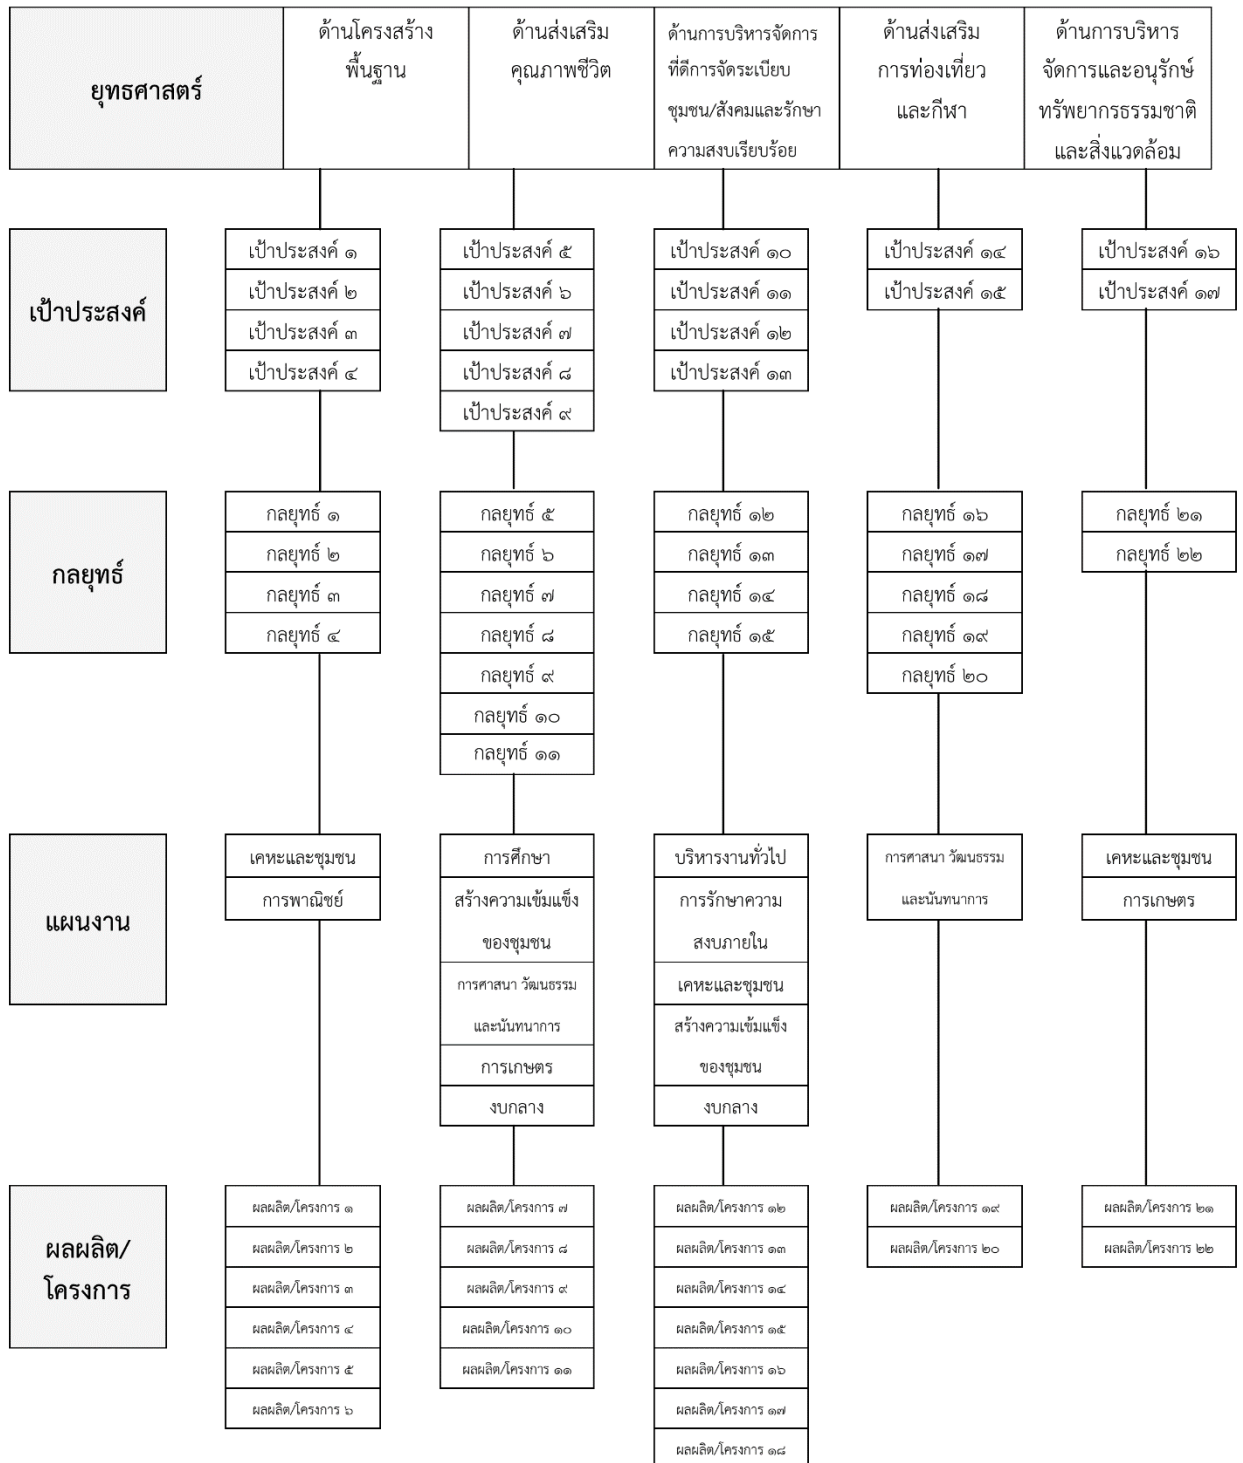 ยุทธศาสตร์
ด้านโครงสร้าง
พื้นฐาน
ด้านส่งเสริม
คุณภาพชีวิต
ด้านการบริหารจัดการ
ที่ดีการจัดระเบียบ
ชุมชน/สังคมและรักษา
ความสงบเรียบร้อย
ด้านส่งเสริม
การท่องเที่ยว
และกีฬา
ด้านการบริหาร
จัดการและอนุรักษ์
ทรัพยากรธรรมชาติ
และสิ่งแวดล้อม
เป้าประสงค์
เป้าประสงค์ ๑
เป้าประสงค์ ๒
เป้าประสงค์ ๓
เป้าประสงค์ ๔
เป้าประสงค์ ๕
เป้าประสงค์ ๖
เป้าประสงค์ ๗
เป้าประสงค์ ๘
เป้าประสงค์ ๙
เป้าประสงค์ ๑๐
เป้าประสงค์ ๑๑
เป้าประสงค์ ๑๒
เป้าประสงค์ ๑๓
เป้าประสงค์ ๑๔
เป้าประสงค์ ๑๕
เป้าประสงค์ ๑๖
เป้าประสงค์ ๑๗
กลยุทธ์
กลยุทธ์ ๑
กลยุทธ์ ๒
กลยุทธ์ ๓
กลยุทธ์ ๔
กลยุทธ์ ๕
กลยุทธ์ ๖
กลยุทธ์ ๗
กลยุทธ์ ๘
กลยุทธ์ ๙
กลยุทธ์ ๑๐
กลยุทธ์ ๑๑
กลยุทธ์ ๑๒
กลยุทธ์ ๑๓
กลยุทธ์ ๑๔
กลยุทธ์ ๑๕
กลยุทธ์ ๑๖
กลยุทธ์ ๑๗
กลยุทธ์ ๑๘
กลยุทธ์ ๑๙
กลยุทธ์ ๒๐
กลยุทธ์ ๒๑
กลยุทธ์ ๒๒
แผนงาน
เคหะและชุมชน
การพาณิชย์
การศึกษา
สร้างความเข้มแข็ง
ของชุมชน
การศาสนา วัฒนธรรม
และนันทนาการ
การเกษตร
งบกลาง
บริหารงานทั่วไป
การรักษาความ
สงบภายใน
เคหะและชุมชน
สร้างความเข้มแข็ง
ของชุมชน
งบกลาง
การศาสนา วัฒนธรรม
และนันทนาการ
เคหะและชุมชน
การเกษตร
ผลผลิต/
โครงการ
ผลผลิต/โครงการ ๑
ผลผลิต/โครงการ ๒
ผลผลิต/โครงการ ๓
ผลผลิต/โครงการ ๔
ผลผลิต/โครงการ ๕
ผลผลิต/โครงการ ๖
ผลผลิต/โครงการ ๗
ผลผลิต/โครงการ ๘
ผลผลิต/โครงการ ๙
ผลผลิต/โครงการ ๑๐
ผลผลิต/โครงการ ๑๑
ผลผลิต/โครงการ ๑๒
ผลผลิต/โครงการ ๑๓
ผลผลิต/โครงการ ๑๔
ผลผลิต/โครงการ ๑๕
ผลผลิต/โครงการ ๑๖
ผลผลิต/โครงการ ๑๗
ผลผลิต/โครงการ ๑๘
ผลผลิต/โครงการ ๑๙
ผลผลิต/โครงการ ๒๐
ผลผลิต/โครงการ ๒๑
ผลผลิต/โครงการ ๒๒